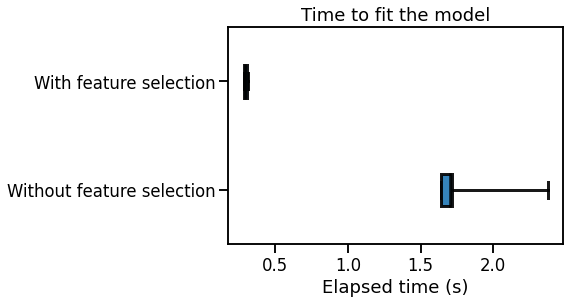 Time to fit the model
With feature selection
Without feature selection
0.5 1.0 1.5 2.0
Elapsed time (s)